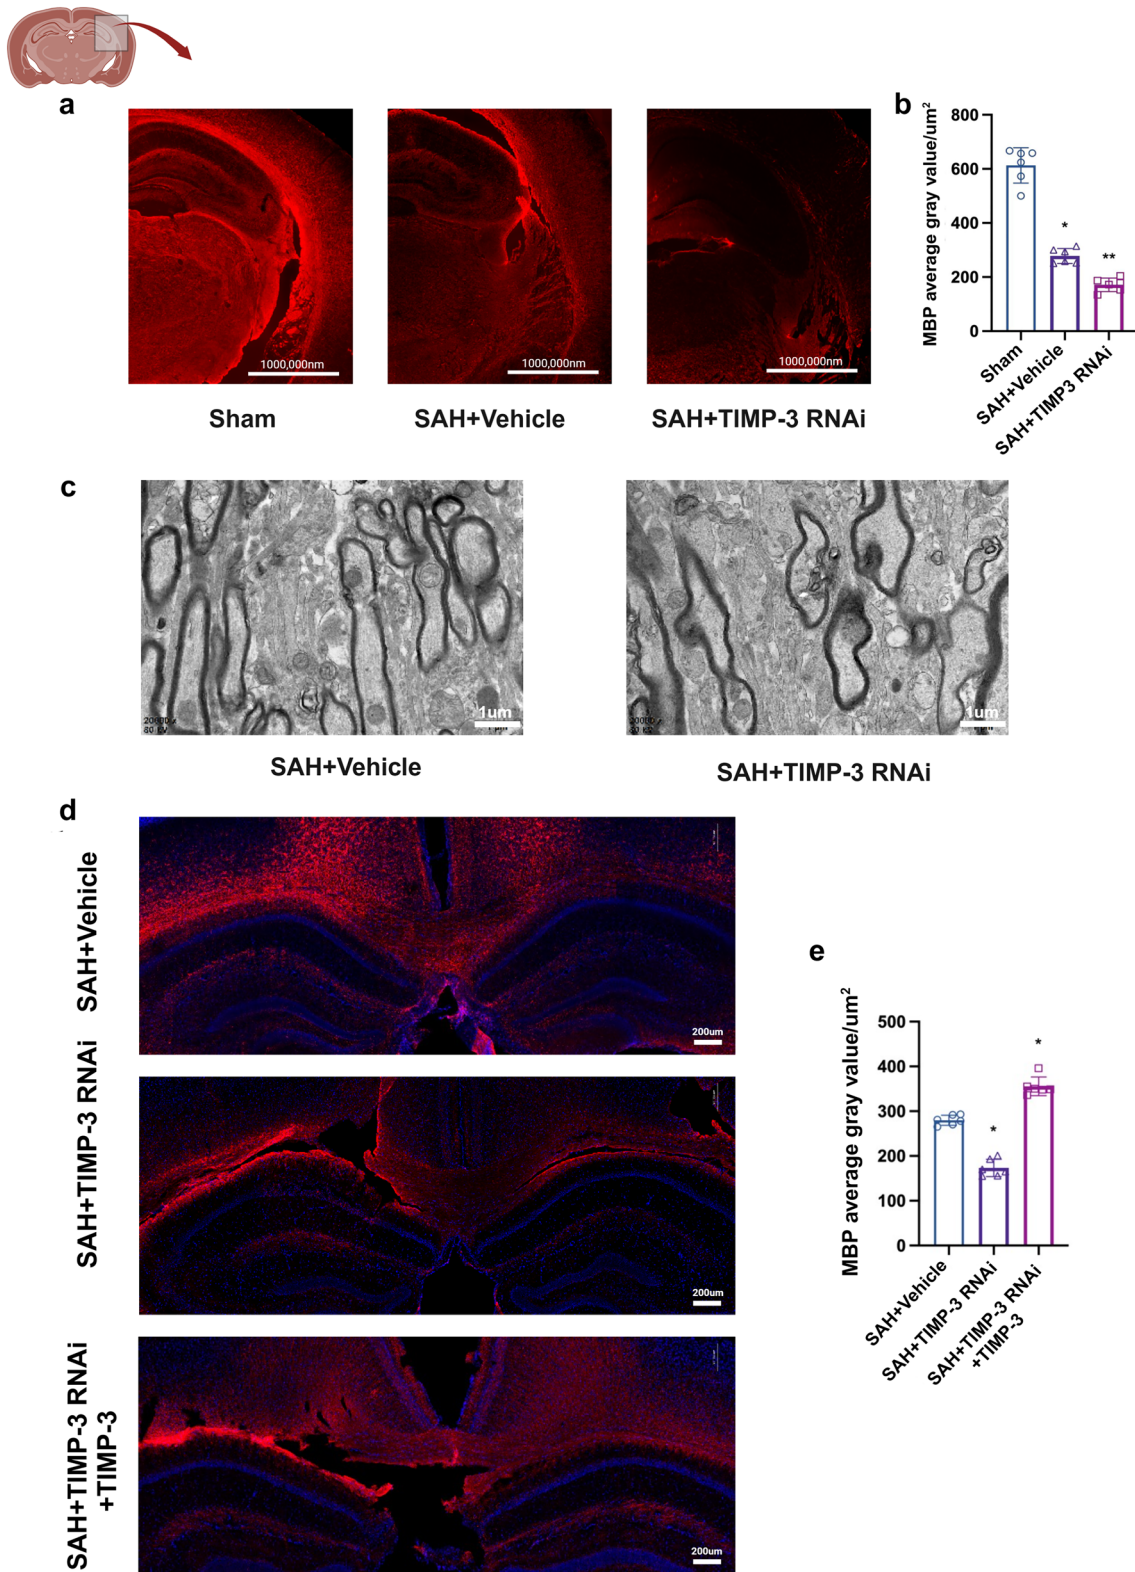 a
1000,000nm
1000,000nm
1000,000nm
Sham
SAH+Vehicle
SAH+TIMP-3 RNAi
b
MBP average gray value/um²
800
600
400
200
0
*
**
Sham
SAH+Vehicle
SAH+TIMP3 RNAi
c
20000 x
80 KV
1um
1um
SAH+Vehicle
SAH+TIMP-3 RNAi
d
SAH+Vehicle
200um
SAH+TIMP-3 RNAi
200um
SAH+TIMP-3 RNAi
+TIMP-3
200um
e
MBP average gray value/um²
500
400
300
200
100
0
*
*
SAH+Vehicle
SAH+TIMP-3 RNAi
SAH+TIMP-3 RNAi
+TIMP-3